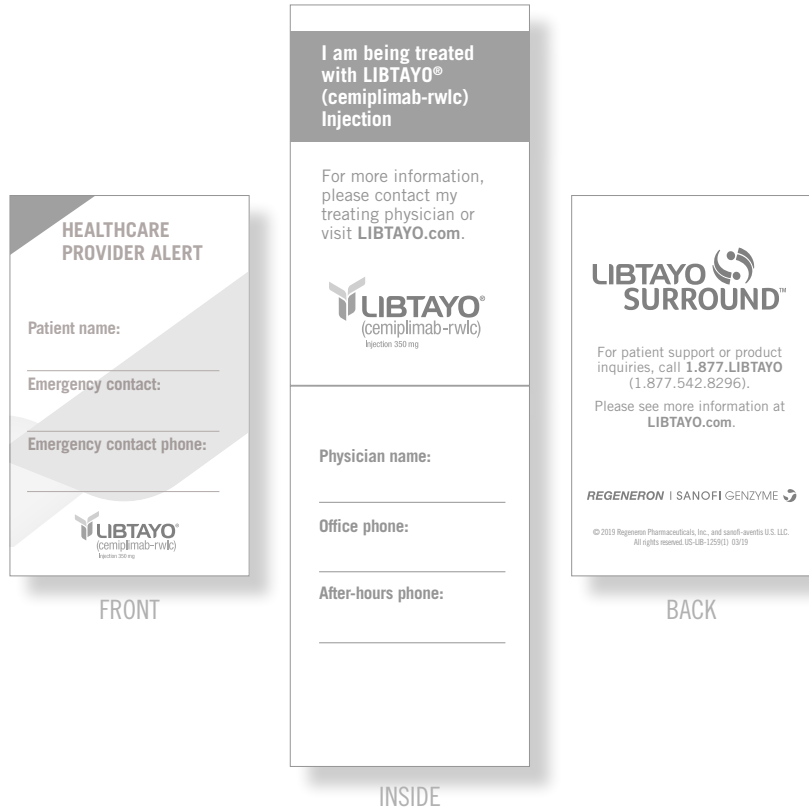 HEALTHCARE
PROVIDER ALERT
Patient name:
Emergency contact:
Emergency contact phone:
LIBTAYO®
(cemiplimab-rwlc)
Injection 350 mg
FRONT
I am being treated
with LIBTAYO®
(cemiplimab-rwlc)
Injection
For more information,
please contact my
treating physician or
visit LIBTAYO.com.
LIBTAYO®
(cemiplimab-rwlc)
Injection 350 mg
Physician name:
Office phone:
After-hours phone:
INSIDE
LIBTAYO
SURROUND™
For patient support or product
inquiries, call 1.877.LIBTAYO
(1.877.542.8296).
Please see more information at
LIBTAYO.com.
REGENERON | SANOFI GENZYME
© 2019 Regeneron Pharmaceuticals, Inc., and sanofi-aventis U.S. LLC.
All rights reserved. US-LIB-1259(1) 03/19
BACK